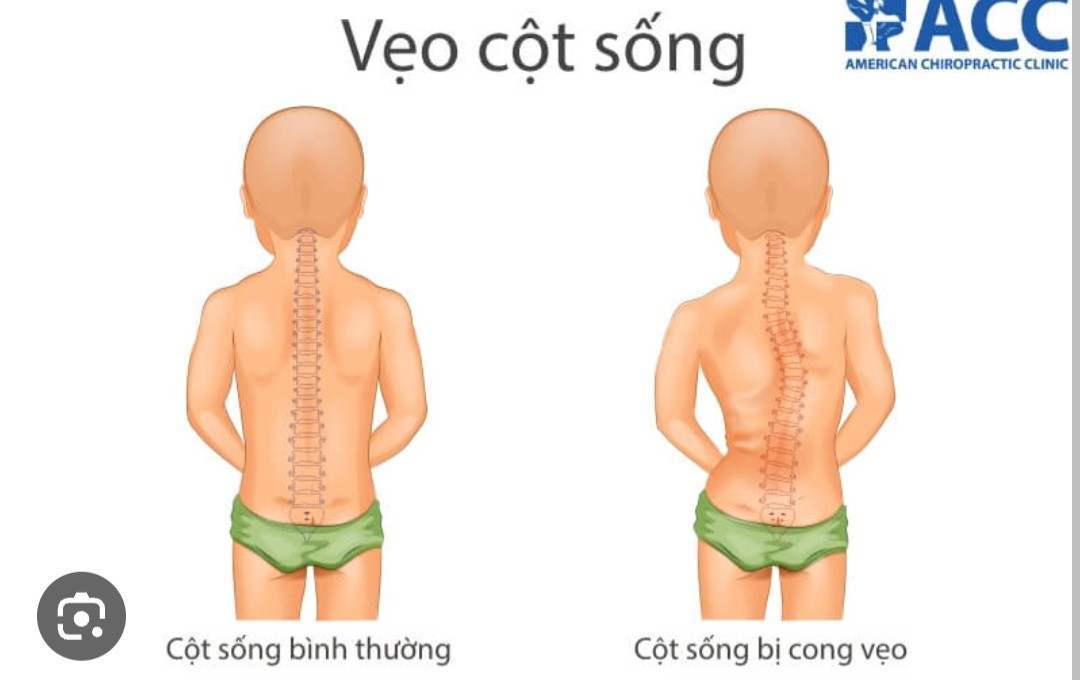 Vẹo cột sống
ACC
AMERICAN CHIROPRACTIC CLINIC
Cột sống bình thường
Cột sống bị cong vẹo